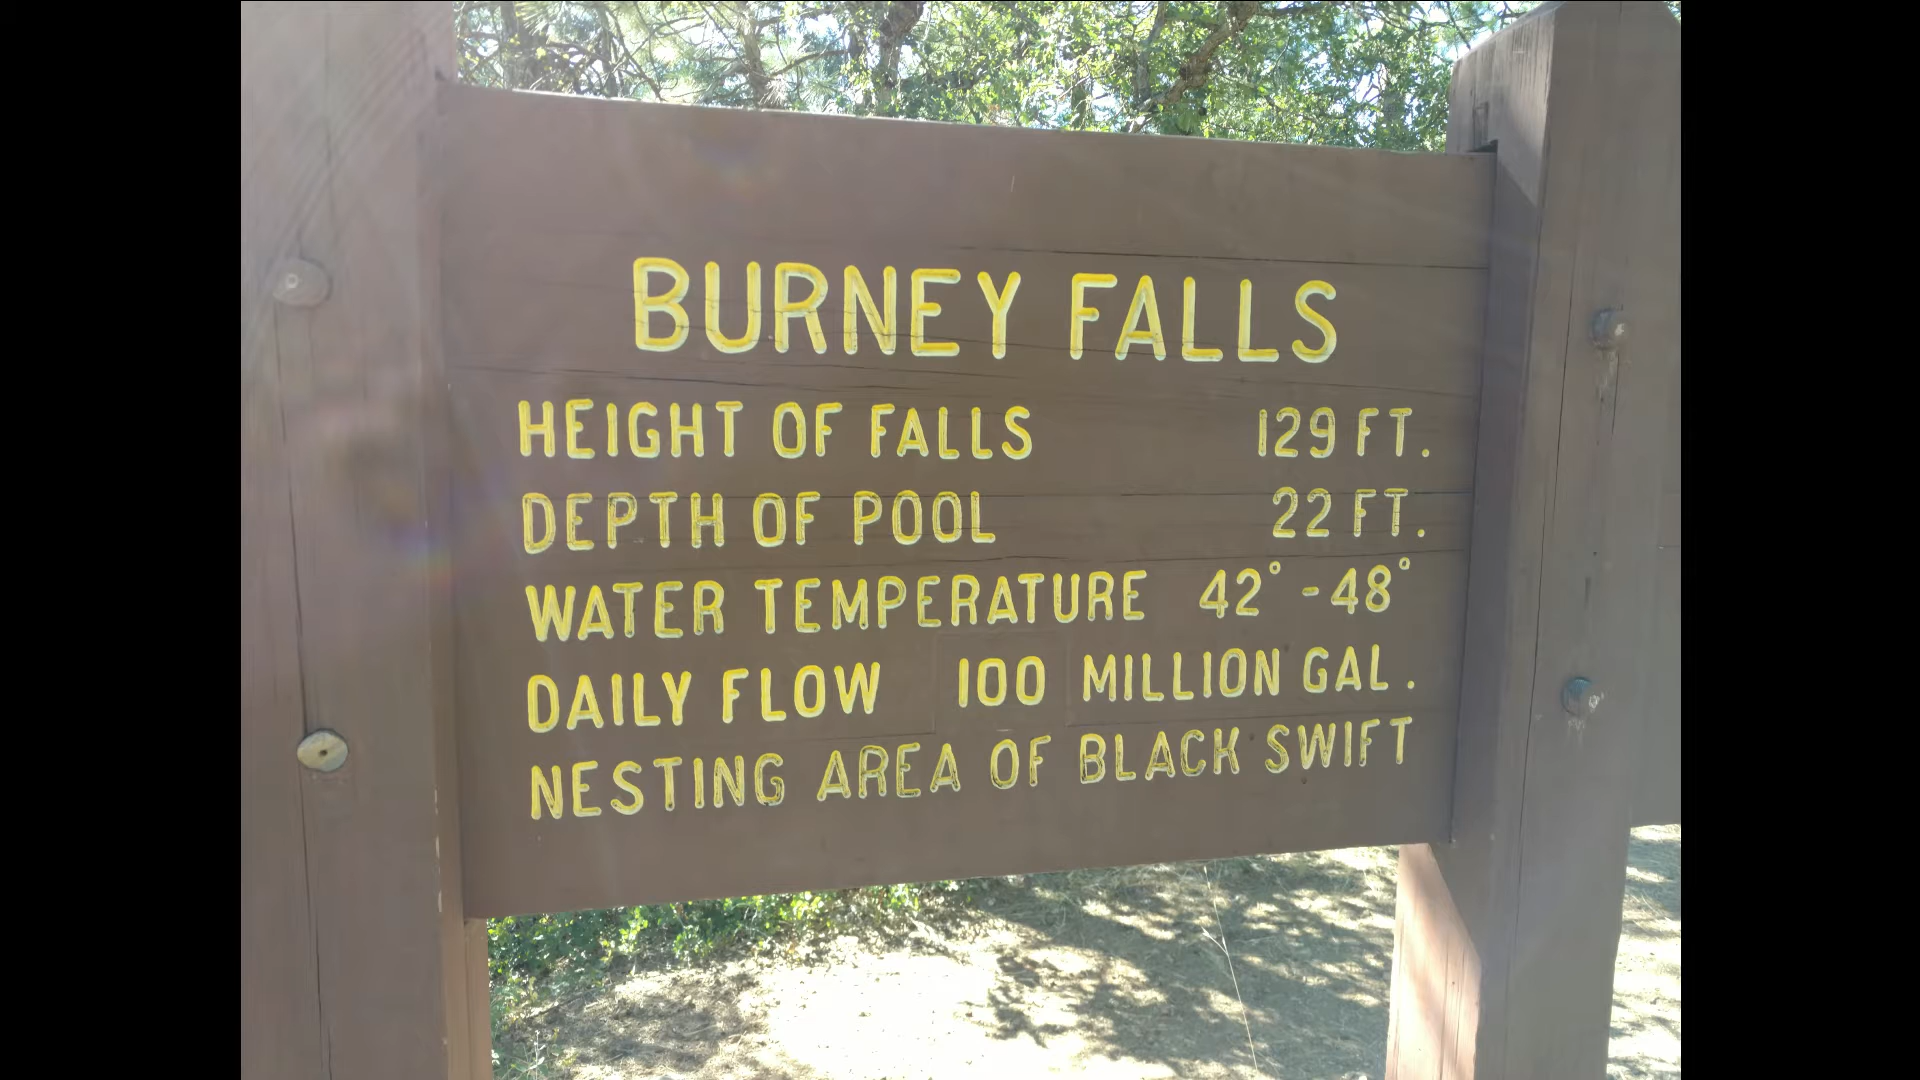 BURNEY FALLS
HEIGHT OF FALLS 129 FT.
DEPTH OF POOL 22 FT.
WATER TEMPERATURE 42° - 48°
DAILY FLOW 100 MILLION GAL.
NESTING AREA OF BLACK SWIFT